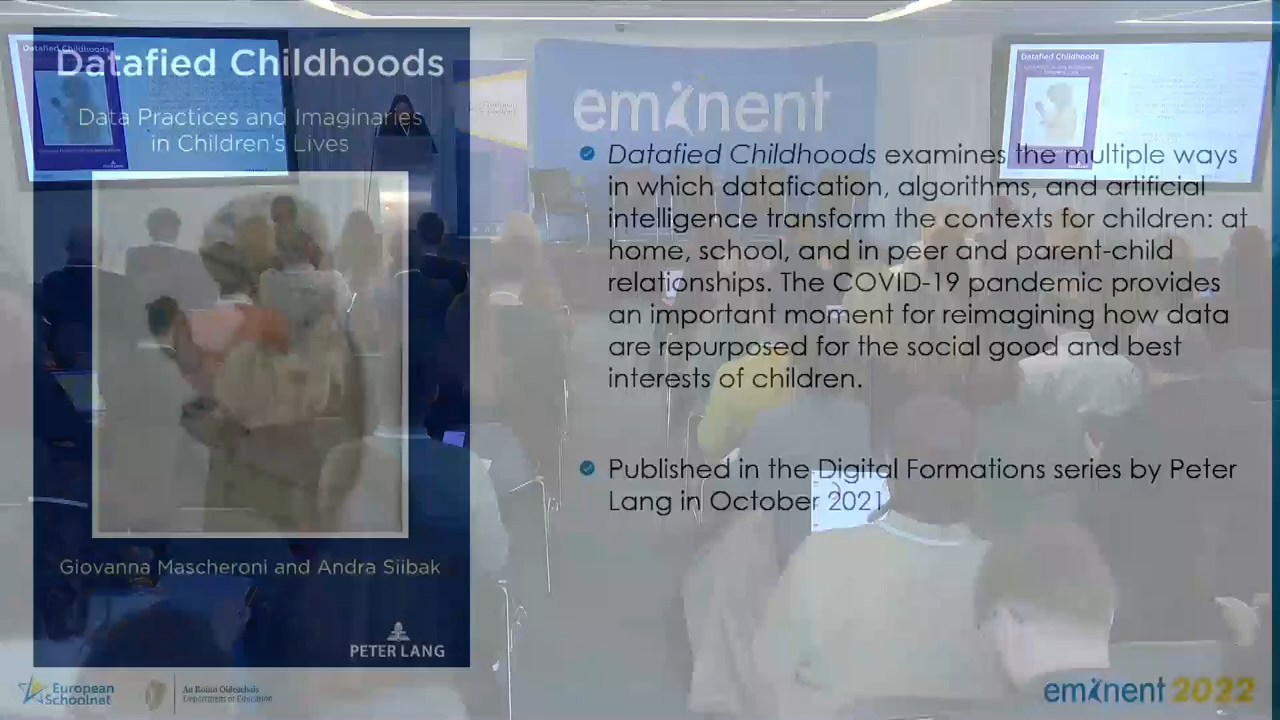 Datafied Childhoods
Data Practices and Imaginaries
in Children's Lives
Giovanna Mascheroni and Andra Siibak
PETER LANG
eminent
Datafied Childhoods
Datafied Childhoods
Datafied Childhoods examines the multiple ways
in which datafication, algorithms, and artificial
intelligence transform the contexts for children: at
home, school, and in peer and parent-child
relationships. The COVID-19 pandemic provides
an important moment for reimagining how data
are repurposed for the social good and best
interests of children.
Published in the Digital Formations series by Peter
Lang in October 2021
European
Schoolnet
An Roinn Oideachais
Department of Education
eminent 2022